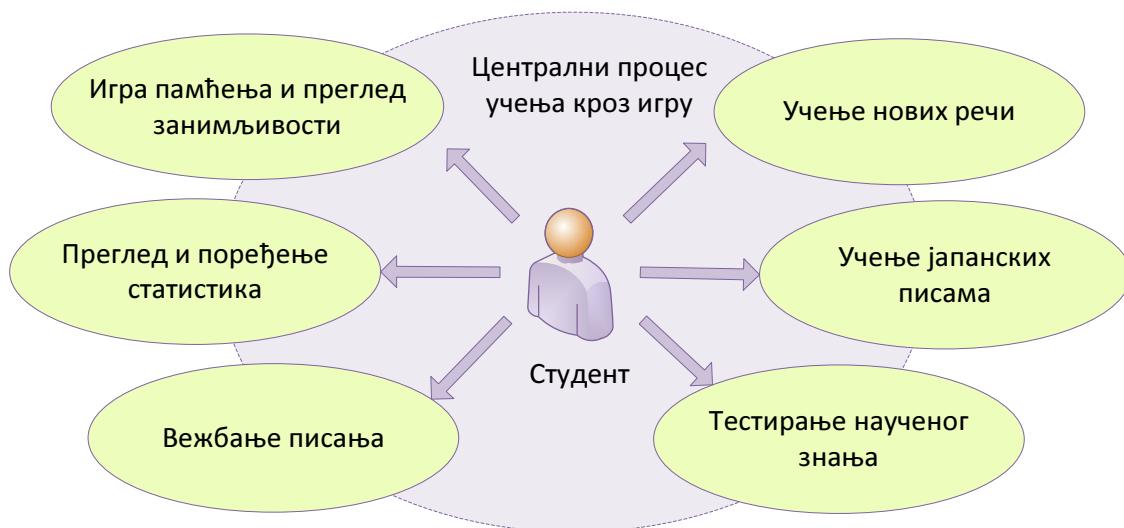 Централни процес
учења кроз игру
Игра памћења и преглед
занимљивости
Учење нових речи
Преглед и поређење
статистика
Учење јапанских
писама
Студент
Вежбање писања
Тестирање наученог
знања